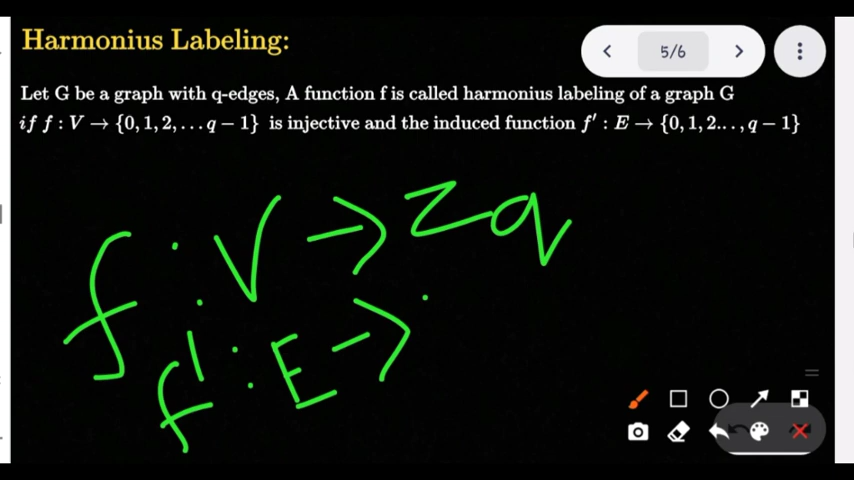 Harmonius Labeling:
5/6
Let G be a graph with q-edges, A function f is called harmonius labeling of a graph G
if f : V → {0, 1, 2, ... q − 1} is injective and the induced function f′ : E → {0, 1, 2..., q − 1}
f : V → Zq
f′ : E →